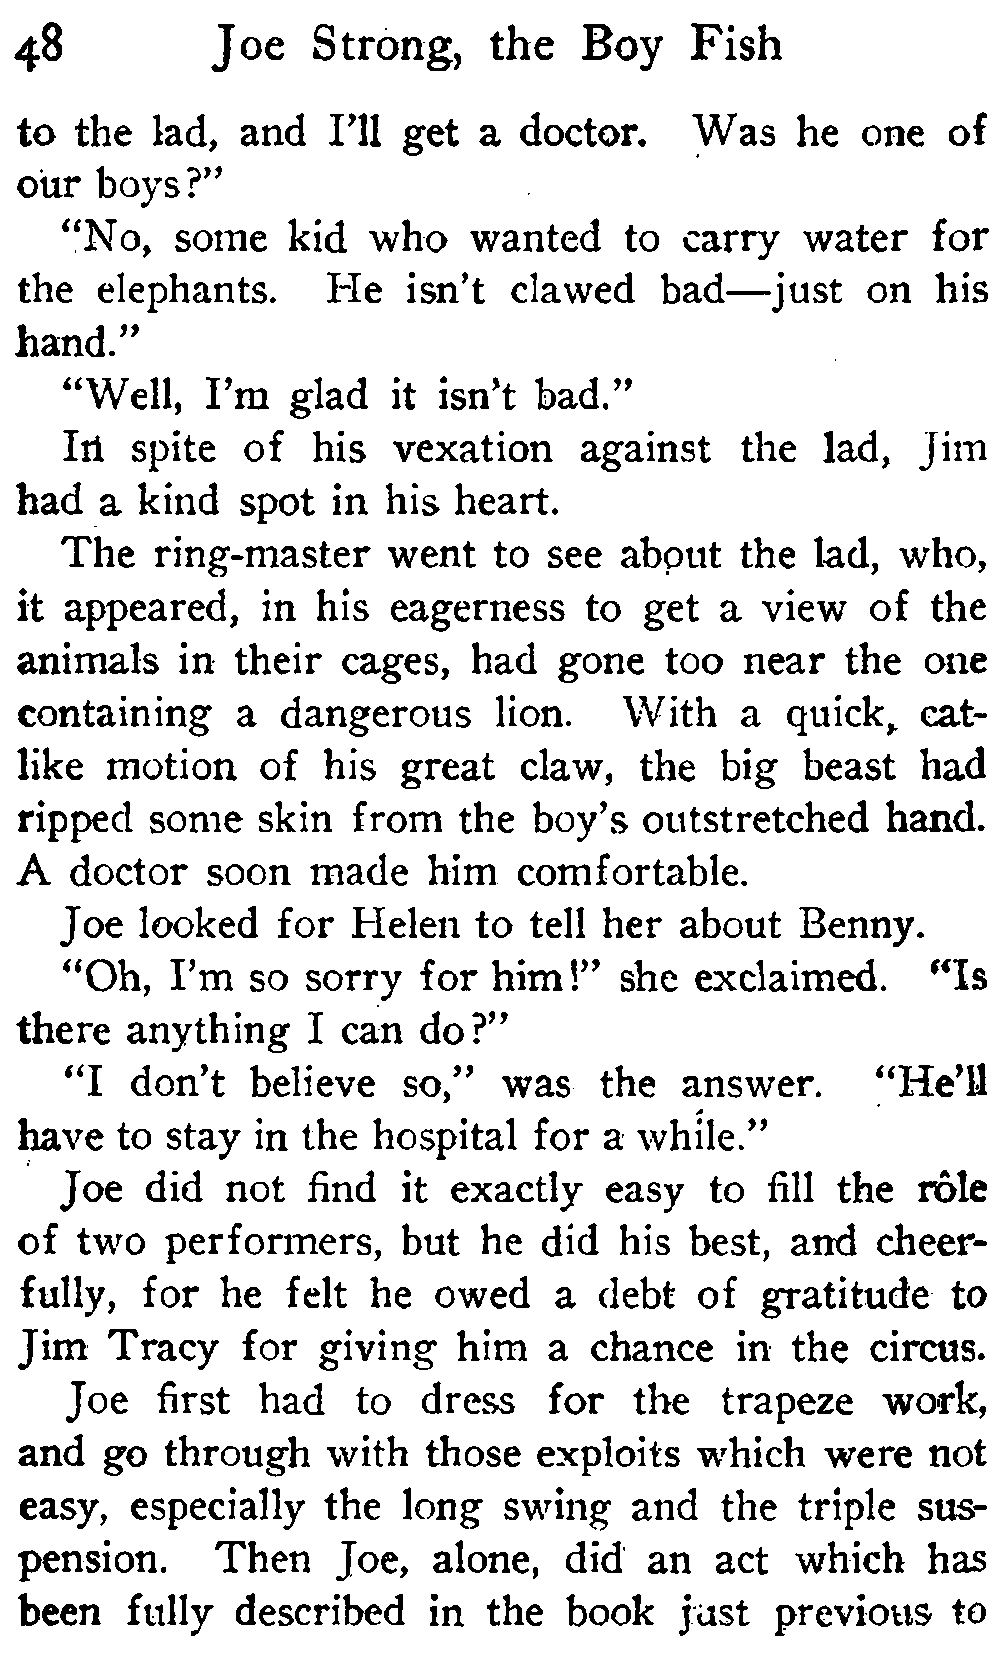 48 Joe Strong, the Boy Fish
to the lad, and I'll get a doctor. Was he one of
our boys?"
"No, some kid who wanted to carry water for
the elephants. He isn't clawed bad—just on his
hand."
"Well, I'm glad it isn't bad."
In spite of his vexation against the lad, Jim
had a kind spot in his heart.
The ring-master went to see about the lad, who,
it appeared, in his eagerness to get a view of the
animals in their cages, had gone too near the one
containing a dangerous lion. With a quick, cat-
like motion of his great claw, the big beast had
ripped some skin from the boy's outstretched hand.
A doctor soon made him comfortable.
Joe looked for Helen to tell her about Benny.
"Oh, I'm so sorry for him!" she exclaimed. "Is
there anything I can do?"
"I don't believe so," was the answer. "He'll
have to stay in the hospital for a while."
Joe did not find it exactly easy to fill the rôle
of two performers, but he did his best, and cheer-
fully, for he felt he owed a debt of gratitude to
Jim Tracy for giving him a chance in the circus.
Joe first had to dress for the trapeze work,
and go through with those exploits which were not
easy, especially the long swing and the triple sus-
pension. Then Joe, alone, did an act which has
been fully described in the book just previous to